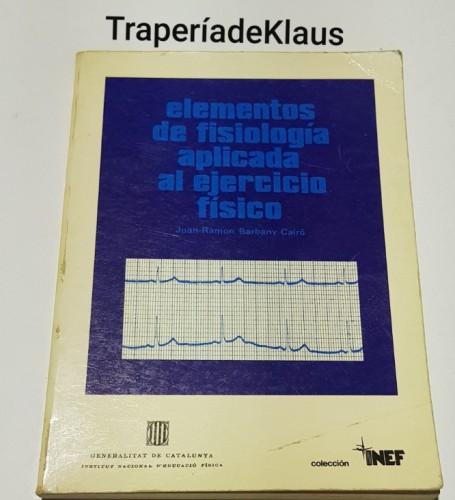 TraperíadeKlaus
elementos
de fisiología
aplicada
al ejercicio
físico
Juan-Ramon Barbany Cairó
GENERALITAT DE CATALUNYA
INSTITUT NACIONAL D'EDUCACIÓ FÍSICA
colección INEF